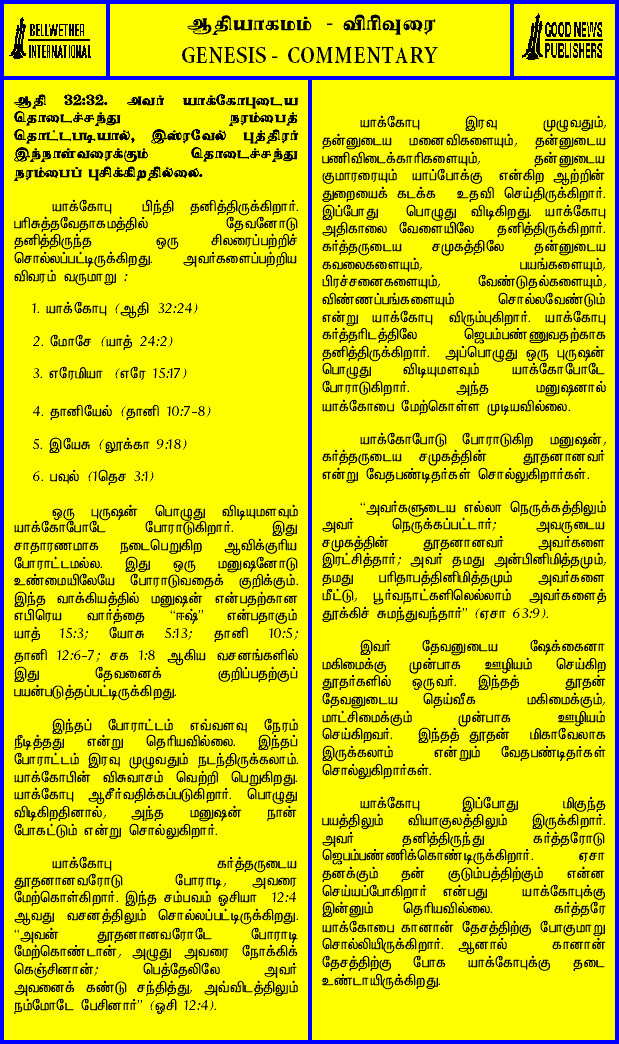 BELLWETHER
INTERNATIONAL
ஆதியாகமம் - விரிவுரை
GENESIS - COMMENTARY
GOOD NEWS
PUBLISHERS
ஆதி 32:32. அவர் யாக்கோபுடைய
தொடைச்சந்து நரம்பைத்
தொட்டபடியால், இஸ்ரவேல் புத்திரர்
இந்நாள்வரைக்கும் தொடைச்சந்து
நரம்பைப் புசிக்கிறதில்லை.
யாக்கோபு பிந்தி தனித்திருக்கிறார்.
பரிசுத்தவேதாகமத்தில் தேவனோடு
தனித்திருந்த ஒரு சிலரைப்பற்றிச்
சொல்லப்பட்டிருக்கிறது. அவர்களைப்பற்றிய
விவரம் வருமாறு :
1. யாக்கோபு (ஆதி 32:24)
2. மோசே (யாத் 24:2)
3. எரேமியா (எரே 15:17)
4. தானியேல் (தானி 10:7-8)
5. இயேசு (லூக்கா 9:18)
6. பவுல் (1தெச 3:1)
ஒரு புருஷன் பொழுது விடியுமளவும்
யாக்கோபோடே போராடுகிறார். இது
சாதாரணமாக நடைபெறுகிற ஆவிக்குரிய
போராட்டமல்ல. இது ஒரு மனுஷனோடு
உண்மையிலேயே போராடுவதைக் குறிக்கும்.
இந்த வாக்கியத்தில் மனுஷன் என்பதற்கான
எபிரெய வார்த்தை “ஈஷ்” என்பதாகும்
யாத் 15:3; யோசு 5:13; தானி 10:5;
தானி 12:6-7; சக 1:8 ஆகிய வசனங்களில்
இது தேவனைக் குறிப்பதற்குப்
பயன்படுத்தப்பட்டிருக்கிறது.
இந்தப் போராட்டம் எவ்வளவு நேரம்
நீடித்தது என்று தெரியவில்லை. இந்தப்
போராட்டம் இரவு முழுவதும் நடந்திருக்கலாம்.
யாக்கோபின் விசுவாசம் வெற்றி பெறுகிறது.
யாக்கோபு ஆசீர்வதிக்கப்படுகிறார். பொழுது
விடிகிறதினால், அந்த மனுஷன் நான்
போகட்டும் என்று சொல்லுகிறார்.
யாக்கோபு கர்த்தருடைய
தூதனானவரோடு போராடி, அவரை
மேற்கொள்கிறார். இந்த சம்பவம் ஒசியா 12:4
ஆவது வசனத்திலும் சொல்லப்பட்டிருக்கிறது.
“அவன் தூதனானவரோடே போராடி
மேற்கொண்டான், அழுது அவரை நோக்கிக்
கெஞ்சினான்; பெத்தேலிலே அவர்
அவனைக் கண்டு சந்தித்து, அவ்விடத்திலும்
நம்மோடே பேசினார்” (ஓசி 12:4).
யாக்கோபு இரவு முழுவதும்,
தன்னுடைய மனைவிகளையும், தன்னுடைய
பணிவிடைக்காரிகளையும், தன்னுடைய
குமாரரையும் யாப்போக்கு என்கிற ஆற்றின்
துறையைக் கடக்க உதவி செய்திருக்கிறார்.
இப்போது பொழுது விடிகிறது. யாக்கோபு
அதிகாலை வேளையிலே தனித்திருக்கிறார்.
கர்த்தருடைய சமுகத்திலே தன்னுடைய
கவலைகளையும், பயங்களையும்,
பிரச்சனைகளையும், வேண்டுதல்களையும்,
விண்ணப்பங்களையும் சொல்லவேண்டும்
என்று யாக்கோபு விரும்புகிறார். யாக்கோபு
கர்த்தரிடத்திலே ஜெபம்பண்ணுவதற்காக
தனித்திருக்கிறார். அப்பொழுது ஒரு புருஷன்
பொழுது விடியுமளவும் யாக்கோபோடே
போராடுகிறார். அந்த மனுஷனால்
யாக்கோபை மேற்கொள்ள முடியவில்லை.
யாக்கோபோடு போராடுகிற மனுஷன்,
கர்த்தருடைய சமுகத்தின் தூதனானவர்
என்று வேதபண்டிதர்கள் சொல்லுகிறார்கள்.
“அவர்களுடைய எல்லா நெருக்கத்திலும்
அவர் நெருக்கப்பட்டார்; அவருடைய
சமுகத்தின் தூதனானவர் அவர்களை
இரட்சித்தார்; அவர் தமது அன்பினிமித்தமும்,
தமது பரிதாபத்தினிமித்தமும் அவர்களை
மீட்டு, பூர்வநாட்களிலெல்லாம் அவர்களைத்
தூக்கிச் சுமந்துவந்தார்” (ஏசா 63:9).
இவர் தேவனுடைய ஷேக்கைனா
மகிமைக்கு முன்பாக ஊழியம் செய்கிற
தூதர்களில் ஒருவர். இந்தத் தூதன்
தேவனுடைய தெய்வீக மகிமைக்கும்,
மாட்சிமைக்கும் முன்பாக ஊழியம்
செய்கிறவர். இந்தத் தூதன் மிகாவேலாக
இருக்கலாம் என்றும் வேதபண்டிதர்கள்
சொல்லுகிறார்கள்.
யாக்கோபு இப்போது மிகுந்த
பயத்திலும் வியாகுலத்திலும் இருக்கிறார்.
அவர் தனித்திருந்து கர்த்தரோடு
ஜெபம்பண்ணிக்கொண்டிருக்கிறார். ஏசா
தனக்கும் தன் குடும்பத்திற்கும் என்ன
செய்யப்போகிறார் என்பது யாக்கோபுக்கு
இன்னும் தெரியவில்லை. கர்த்தரே
யாக்கோபை கானான் தேசத்திற்கு போகுமாறு
சொல்லியிருக்கிறார். ஆனால் கானான்
தேசத்திற்கு போக யாக்கோபுக்கு தடை
உண்டாயிருக்கிறது.